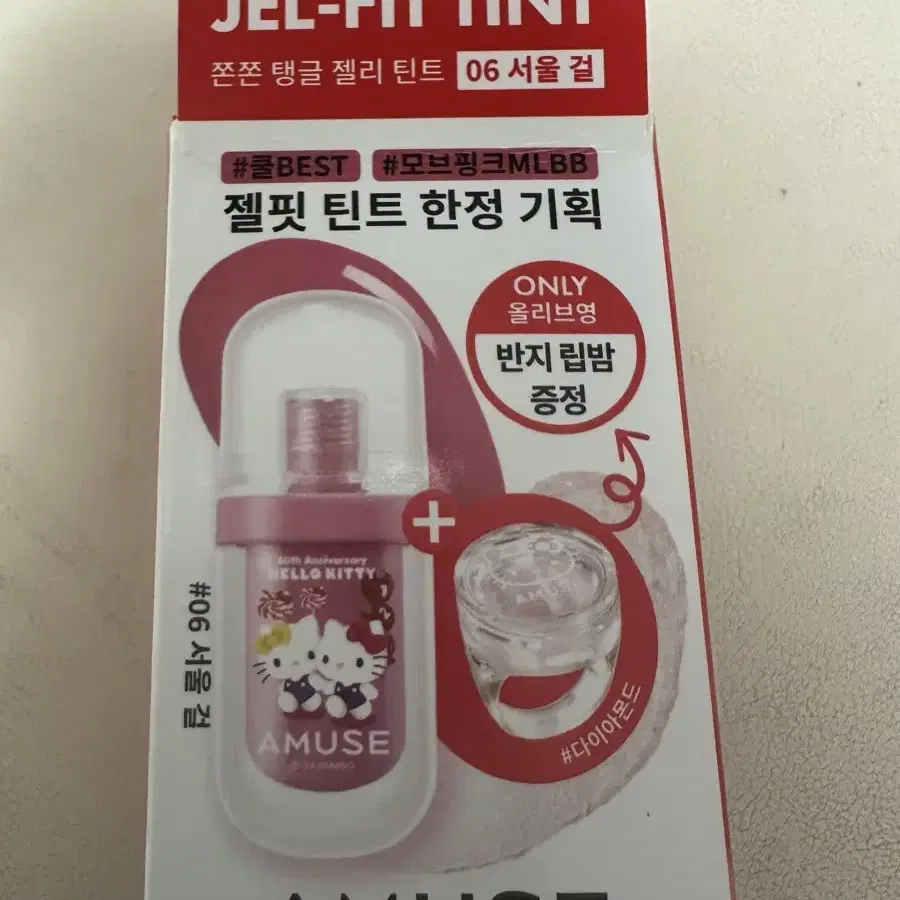 JEL-FIT TINT
쫀쫀 탱글 젤리 틴트 06 서울 걸
#쿨BEST #모브핑크MLBB
젤핏 틴트 한정 기획
ONLY
올리브영
반지 립밤
증정
+
50th Anniversary
HELLO KITTY
AMUSE
#06 서울 걸
AMUSE
#다이아몬드
AMUSE